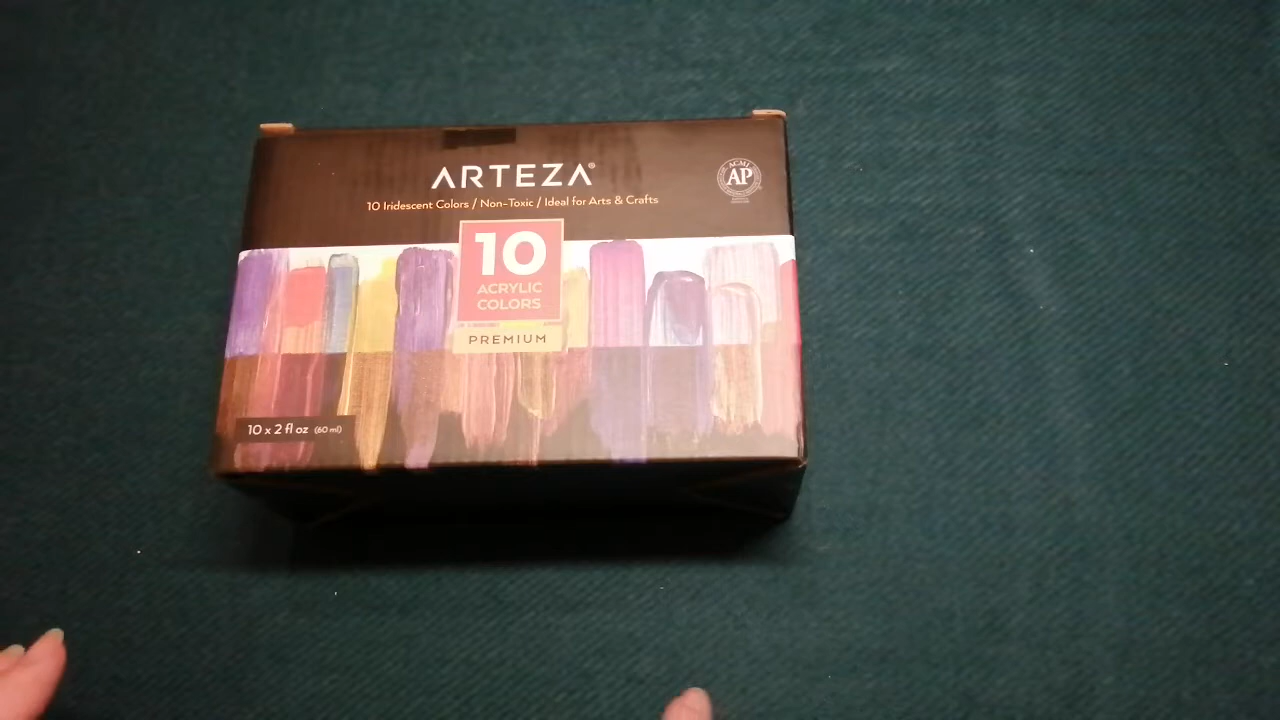 ARTEZA®
10 Iridescent Colors / Non-Toxic / Ideal for Arts & Crafts
ACMI
AP
10
ACRYLIC
COLORS
PREMIUM
10 x 2 fl oz (60 ml)